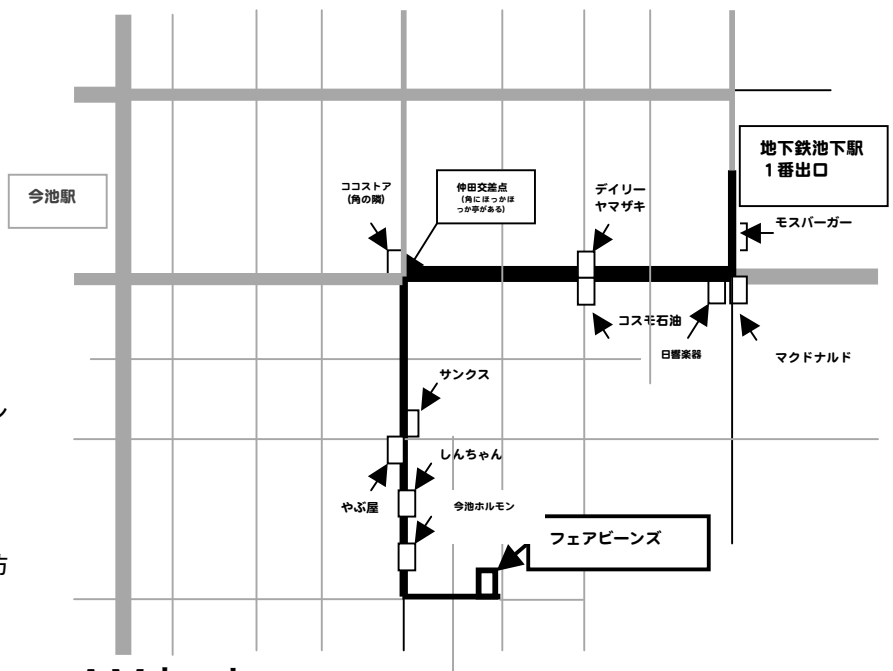 地下鉄池下駅
１番出口
今池駅
ココストア
(角の隣)
仲田交差点
(角にほっかほ
っか亭がある)
デイリー
ヤマザキ
モスバーガー
コスモ石油
日響楽器
マクドナルド
サンクス
しんちゃん
やぶ屋
今池ホルモン
フェアビーンズ